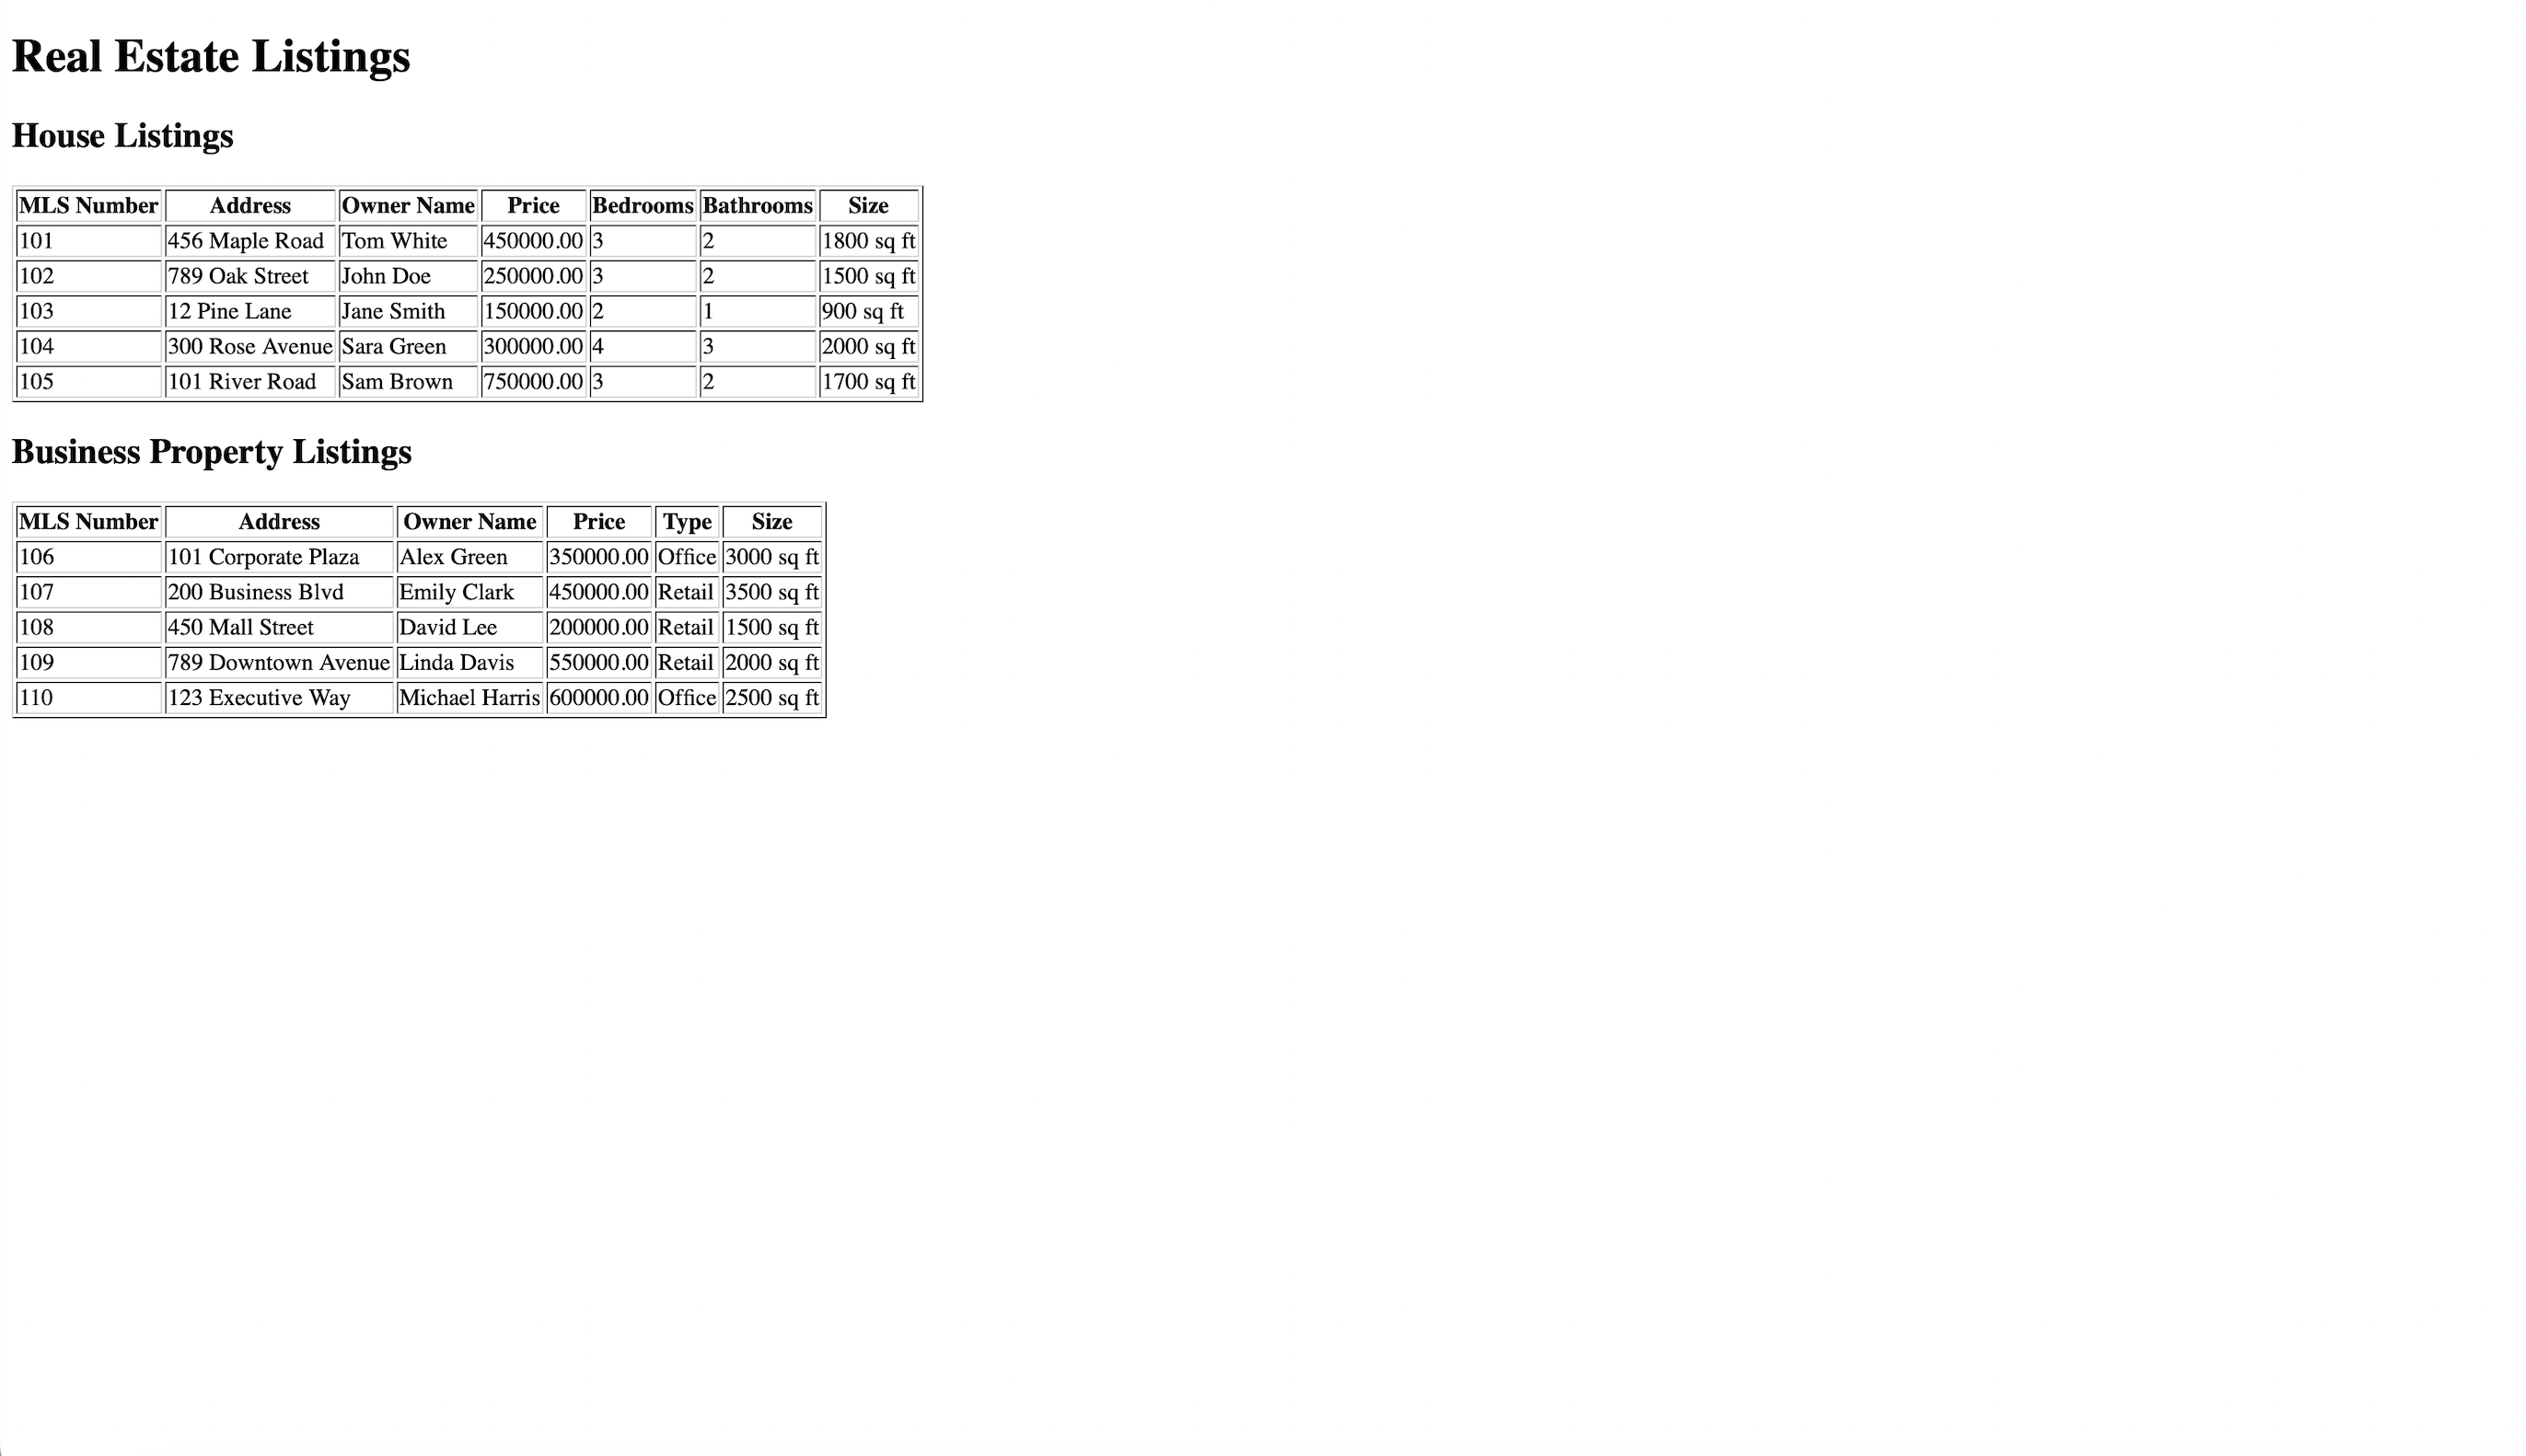 Real Estate Listings
House Listings
MLS Number Address Owner Name Price Bedrooms Bathrooms Size
101 456 Maple Road Tom White 450000.00 3 2 1800 sq ft
102 789 Oak Street John Doe 250000.00 3 2 1500 sq ft
103 12 Pine Lane Jane Smith 150000.00 2 1 900 sq ft
104 300 Rose Avenue Sara Green 300000.00 4 3 2000 sq ft
105 101 River Road Sam Brown 750000.00 3 2 1700 sq ft
Business Property Listings
MLS Number Address Owner Name Price Type Size
106 101 Corporate Plaza Alex Green 350000.00 Office 3000 sq ft
107 200 Business Blvd Emily Clark 450000.00 Retail 3500 sq ft
108 450 Mall Street David Lee 200000.00 Retail 1500 sq ft
109 789 Downtown Avenue Linda Davis 550000.00 Retail 2000 sq ft
110 123 Executive Way Michael Harris 600000.00 Office 2500 sq ft